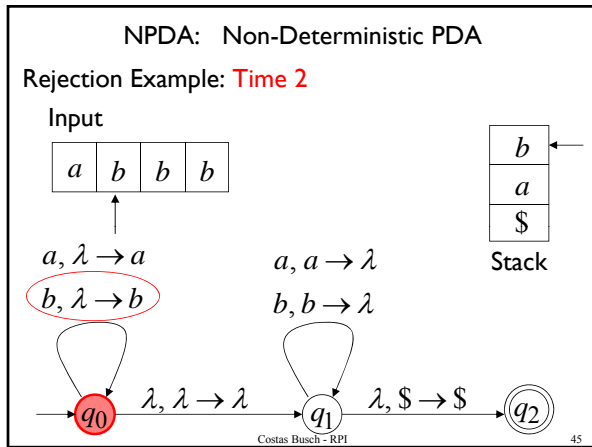 NPDA: Non-Deterministic PDA
Rejection Example: Time 2
Input
a b b b
b
a
$
Stack
a, λ → a
b, λ → b
a, a → λ
b, b → λ
q0 λ, λ → λ q1 λ, $ → $ q2
Costas Busch - RPI 45